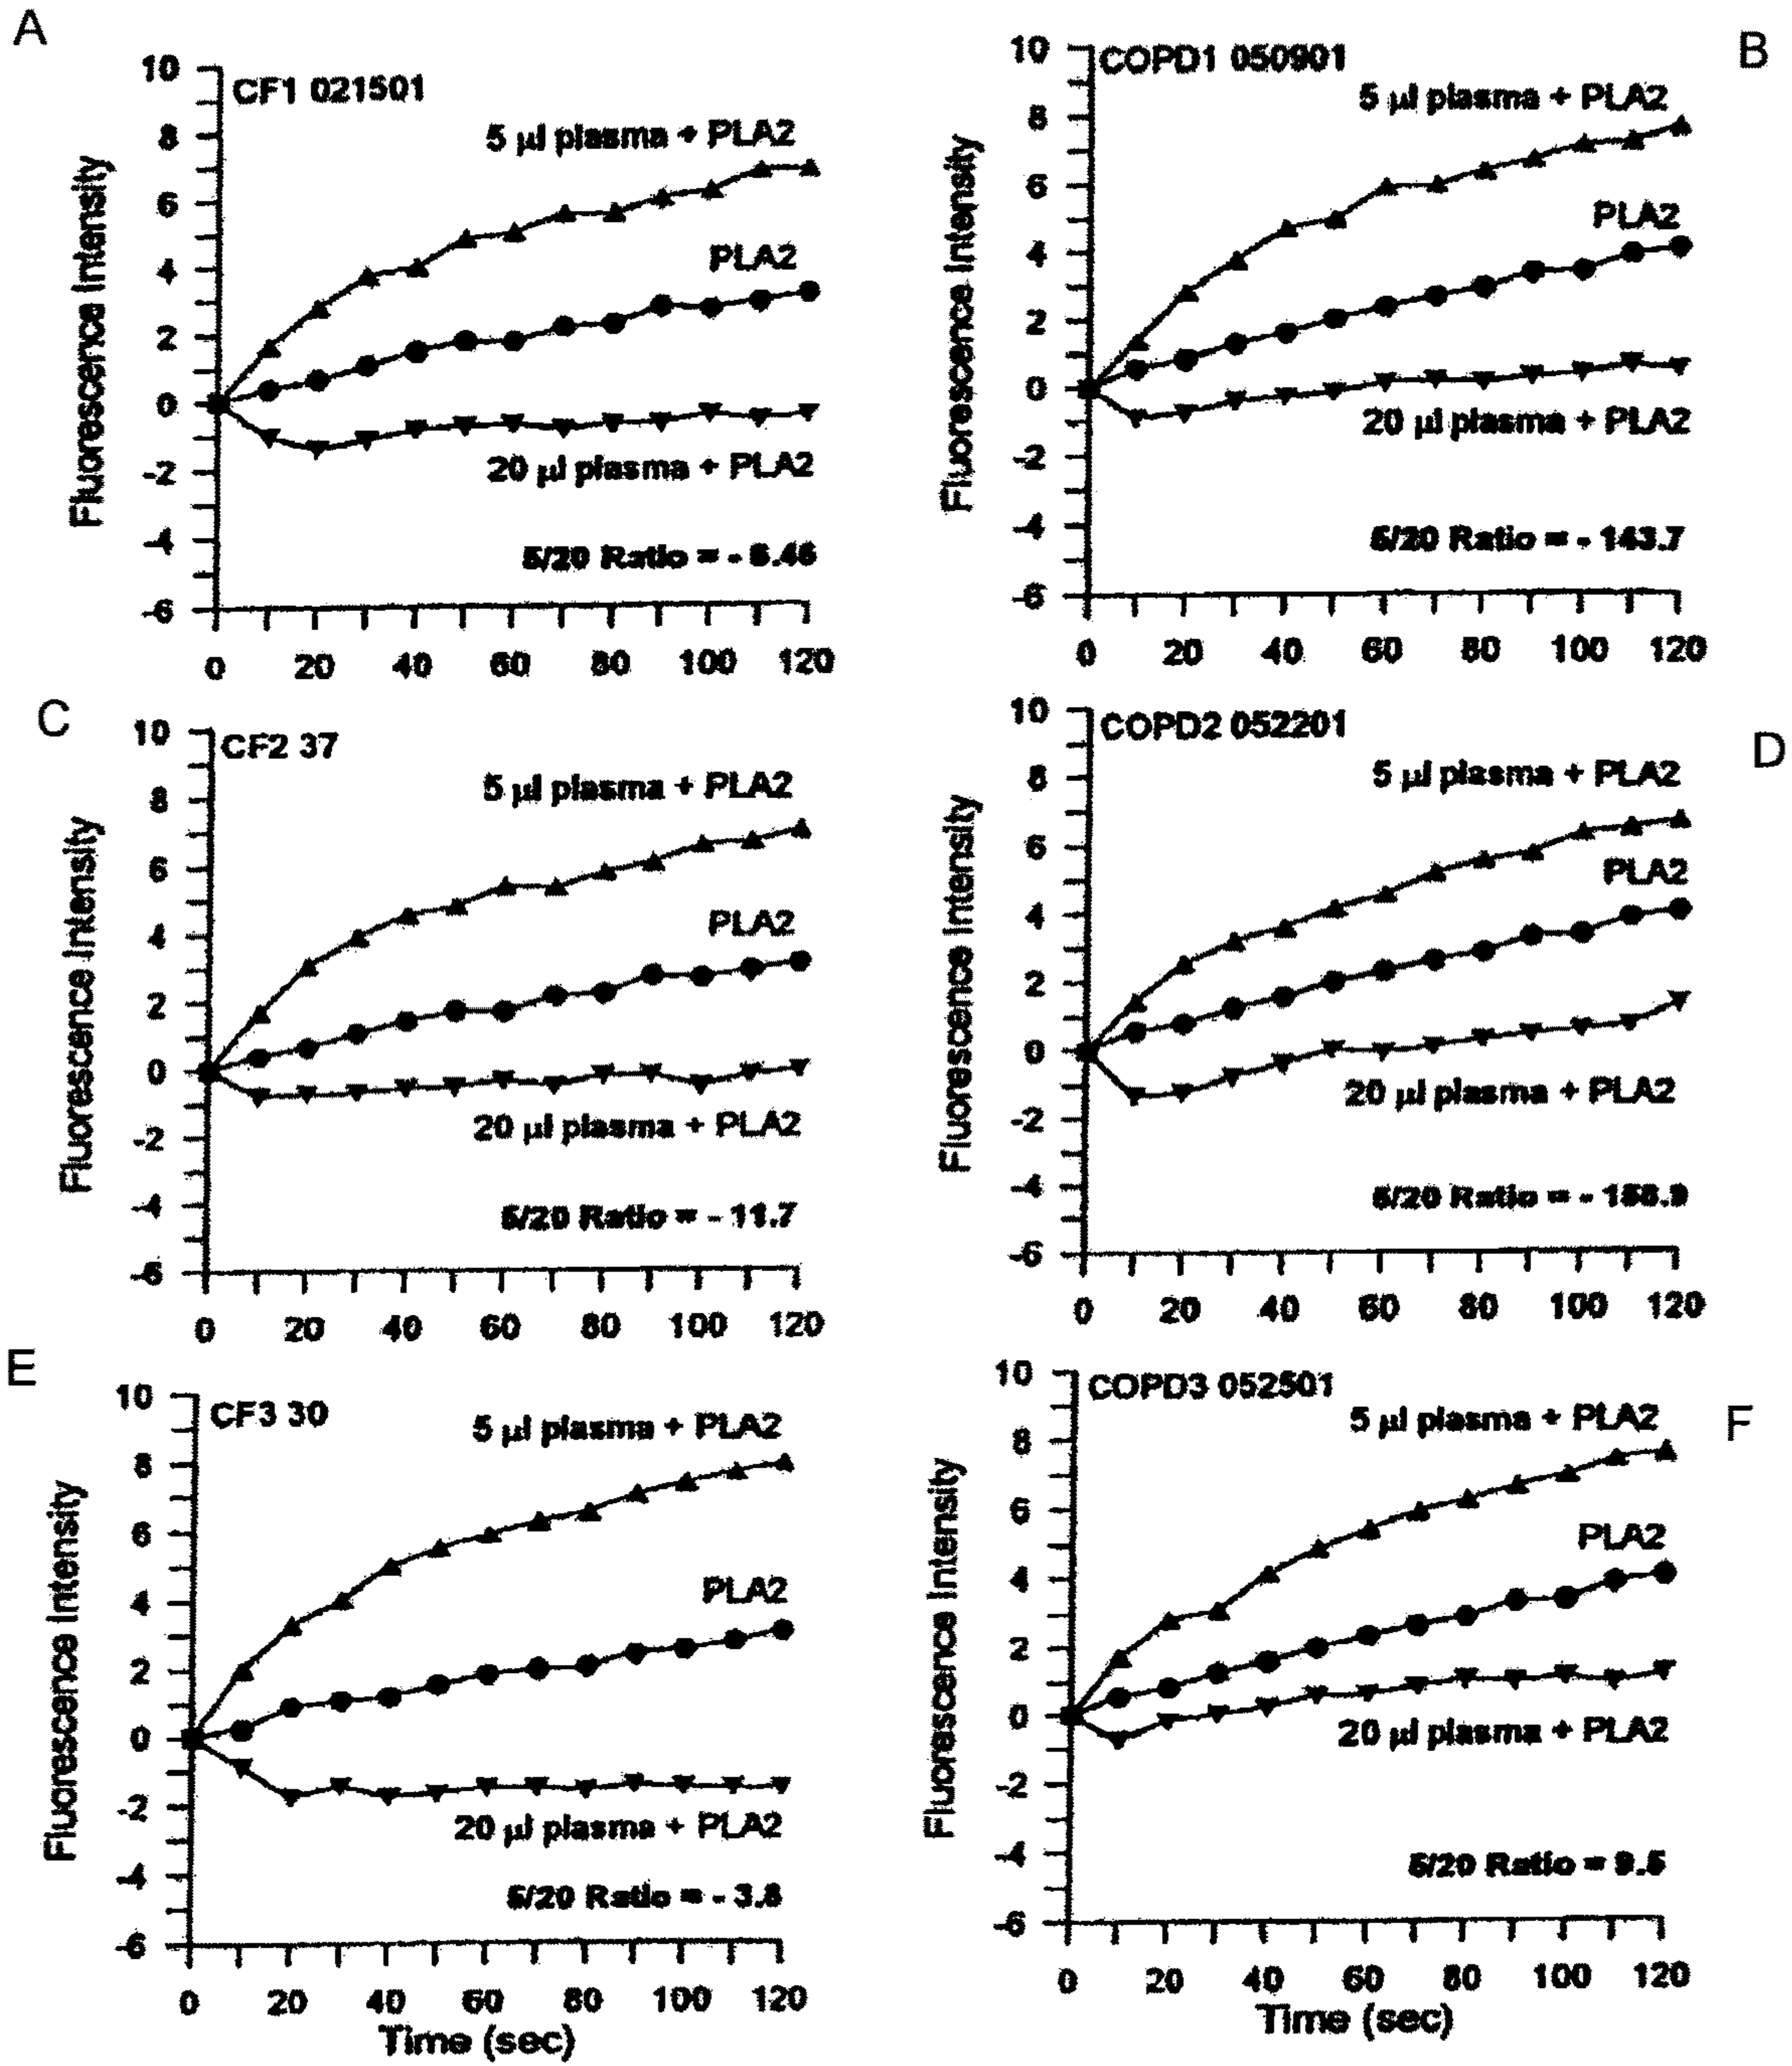 A
CF1 021501
5 µl plasma + PLA2
PLA2
20 µl plasma + PLA2
5/20 Ratio = -
Fluorescence Intensity
10
8
6
4
2
0
-2
-4
-6
0 20 40 60 80 100 120
B
COPD1 050901
5 µl plasma + PLA2
PLA2
20 µl plasma + PLA2
5/20 Ratio = - 143.7
Fluorescence Intensity
10
8
6
4
2
0
-2
-4
-6
0 20 40 60 80 100 120
C
CF2 37
5 µl plasma + PLA2
PLA2
20 µl plasma + PLA2
5/20 Ratio = - 11.7
Fluorescence Intensity
10
8
6
4
2
0
-2
-4
-6
0 20 40 60 80 100 120
D
COPD2 052201
5 µl plasma + PLA2
PLA2
20 µl plasma + PLA2
5/20 Ratio = -
Fluorescence Intensity
10
8
6
4
2
0
-2
-4
-6
0 20 40 60 80 100 120
E
CF3 30
5 µl plasma + PLA2
PLA2
20 µl plasma + PLA2
5/20 Ratio = - 3.8
Fluorescence Intensity
10
8
6
4
2
0
-2
-4
-6
0 20 40 60 80 100 120
Time (sec)
F
COPD3 052501
5 µl plasma + PLA2
PLA2
20 µl plasma + PLA2
5/20 Ratio = 9.5
Fluorescence Intensity
10
8
6
4
2
0
-2
-4
-6
0 20 40 60 80 100 120
Time (sec)